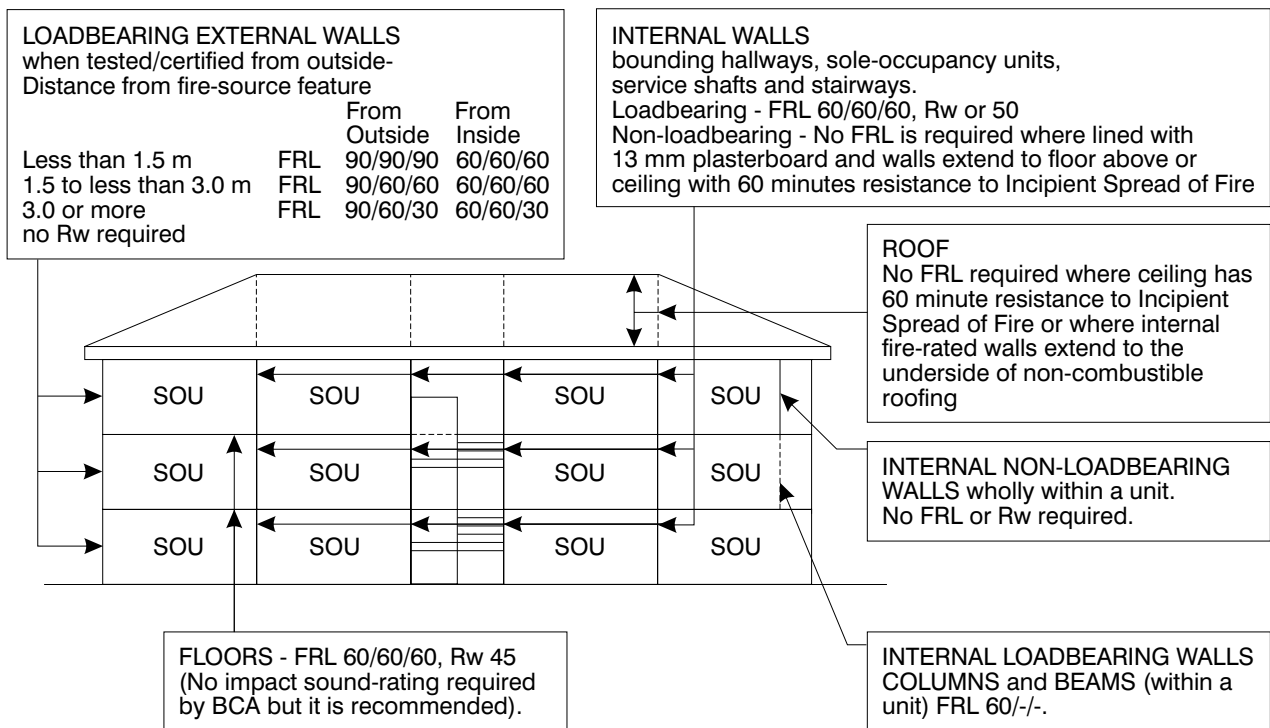 LOADBEARING EXTERNAL WALLS
when tested/certified from outside-
Distance from fire-source feature
From From
Outside Inside
Less than 1.5 m FRL 90/90/90 60/60/60
1.5 to less than 3.0 m FRL 90/60/60 60/60/60
3.0 or more FRL 90/60/30 60/60/30
no Rw required
INTERNAL WALLS
bounding hallways, sole-occupancy units,
service shafts and stairways.
Loadbearing - FRL 60/60/60, Rw or 50
Non-loadbearing - No FRL is required where lined with
13 mm plasterboard and walls extend to floor above or
ceiling with 60 minutes resistance to Incipient Spread of Fire
ROOF
No FRL required where ceiling has
60 minute resistance to Incipient
Spread of Fire or where internal
fire-rated walls extend to the
underside of non-combustible
roofing
SOU SOU SOU SOU
SOU SOU SOU SOU
SOU SOU SOU SOU
INTERNAL NON-LOADBEARING
WALLS wholly within a unit.
No FRL or Rw required.
FLOORS - FRL 60/60/60, Rw 45
(No impact sound-rating required
by BCA but it is recommended).
INTERNAL LOADBEARING WALLS
COLUMNS and BEAMS (within a
unit) FRL 60/-/-.